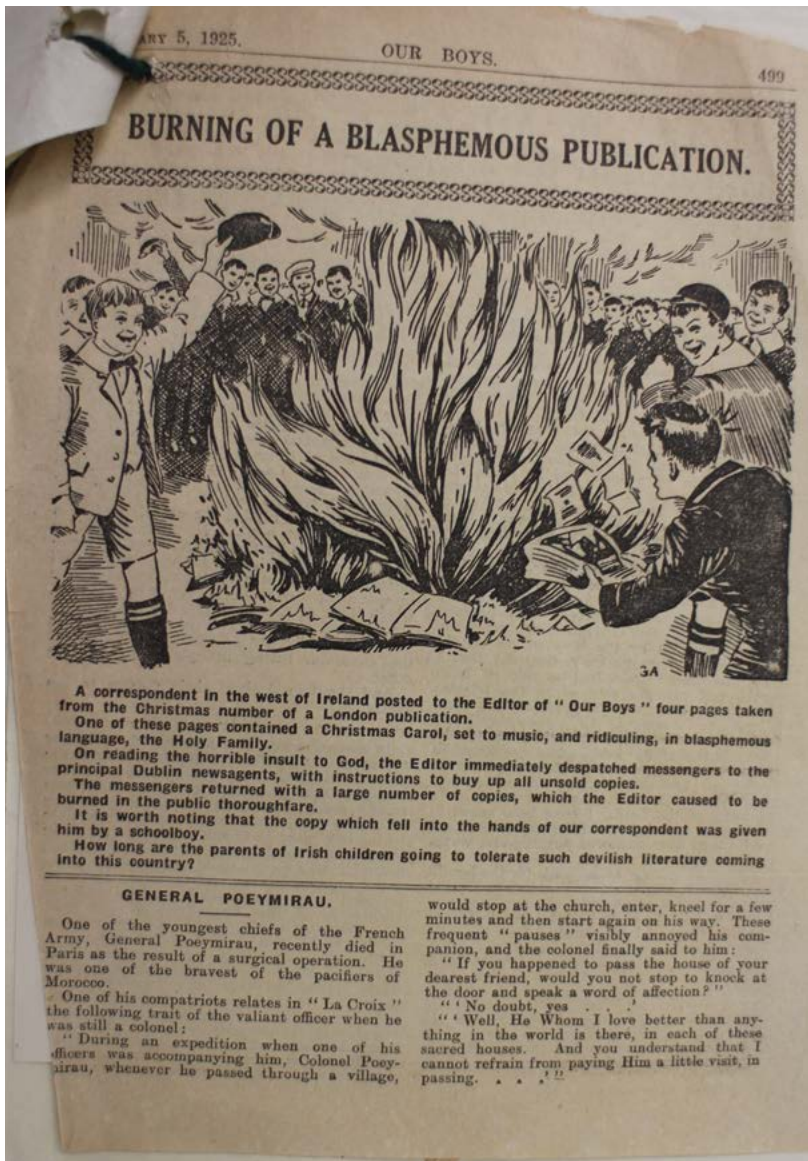 ARY 5, 1925.
OUR BOYS.
499
BURNING OF A BLASPHEMOUS PUBLICATION.
GA
A correspondent in the west of Ireland posted to the Editor of " Our Boys " four pages taken
from the Christmas number of a London publication.
One of these pages contained a Christmas Carol, set to music, and ridiculing, in blasphemous
language, the Holy Family.
On reading the horrible insult to God, the Editor immediately despatched messengers to the
principal Dublin newsagents, with instructions to buy up all unsold copies.
The messengers returned with a large number of copies, which the Editor caused to be
burned in the public thoroughfare.
It is worth noting that the copy which fell into the hands of our correspondent was given
him by a schoolboy.
How long are the parents of Irish children going to tolerate such devilish literature coming
into this country?
GENERAL POEYMIRAU.
One of the youngest chiefs of the French
Army, General Poeymirau, recently died in
Paris as the result of a surgical operation. He
was one of the bravest of the pacifiers of
Morocco.
One of his compatriots relates in " La Croix "
the following trait of the valiant officer when he
was still a colonel :
" During an expedition when one of his
officers was accompanying him, Colonel Poey-
mirau, whenever he passed through a village,
would stop at the church, enter, kneel for a few
minutes and then start again on his way. These
frequent " pauses " visibly annoyed his com-
panion, and the colonel finally said to him :
" If you happened to pass the house of your
dearest friend, would you not stop to knock at
the door and speak a word of affection? "
" ' No doubt, yes . . .'
" ' Well, He Whom I love better than any-
thing in the world is there, in each of these
sacred houses. And you understand that I
cannot refrain from paying Him a little visit, in
passing. . . .' "